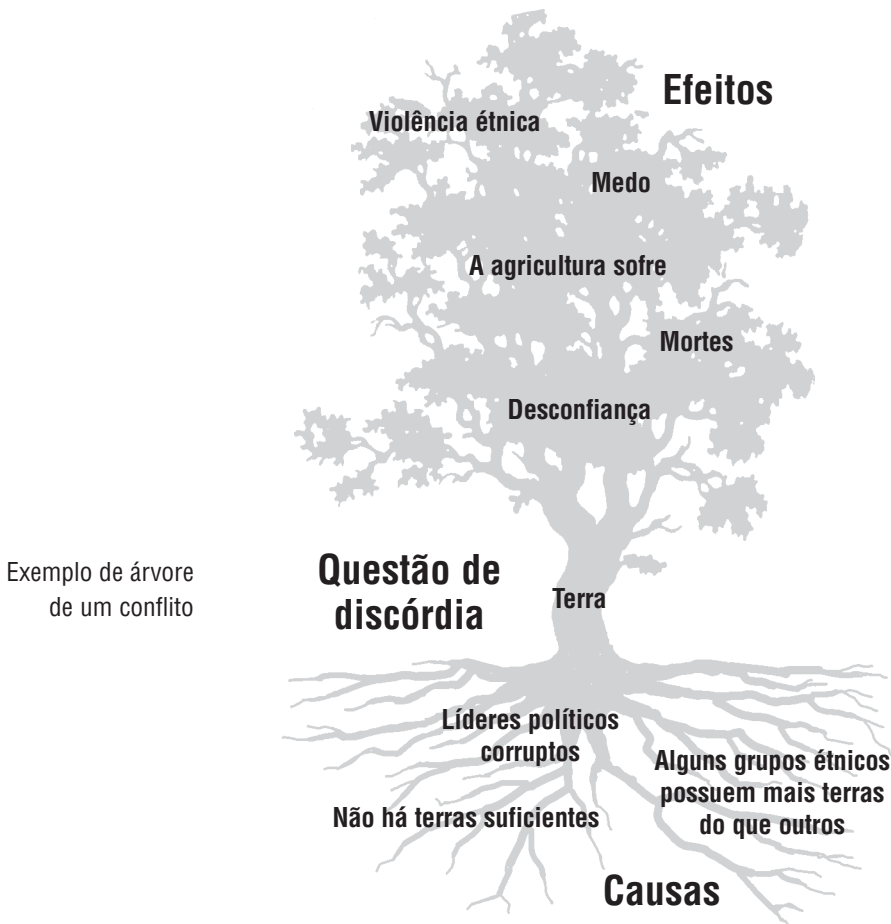 Efeitos
Violência étnica
Medo
A agricultura sofre
Mortes
Desconfiança
Exemplo de árvore
de um conflito
Questão de
discórdia
Terra
Líderes políticos
corruptos
Alguns grupos étnicos
possuem mais terras
do que outros
Não há terras suficientes
Causas